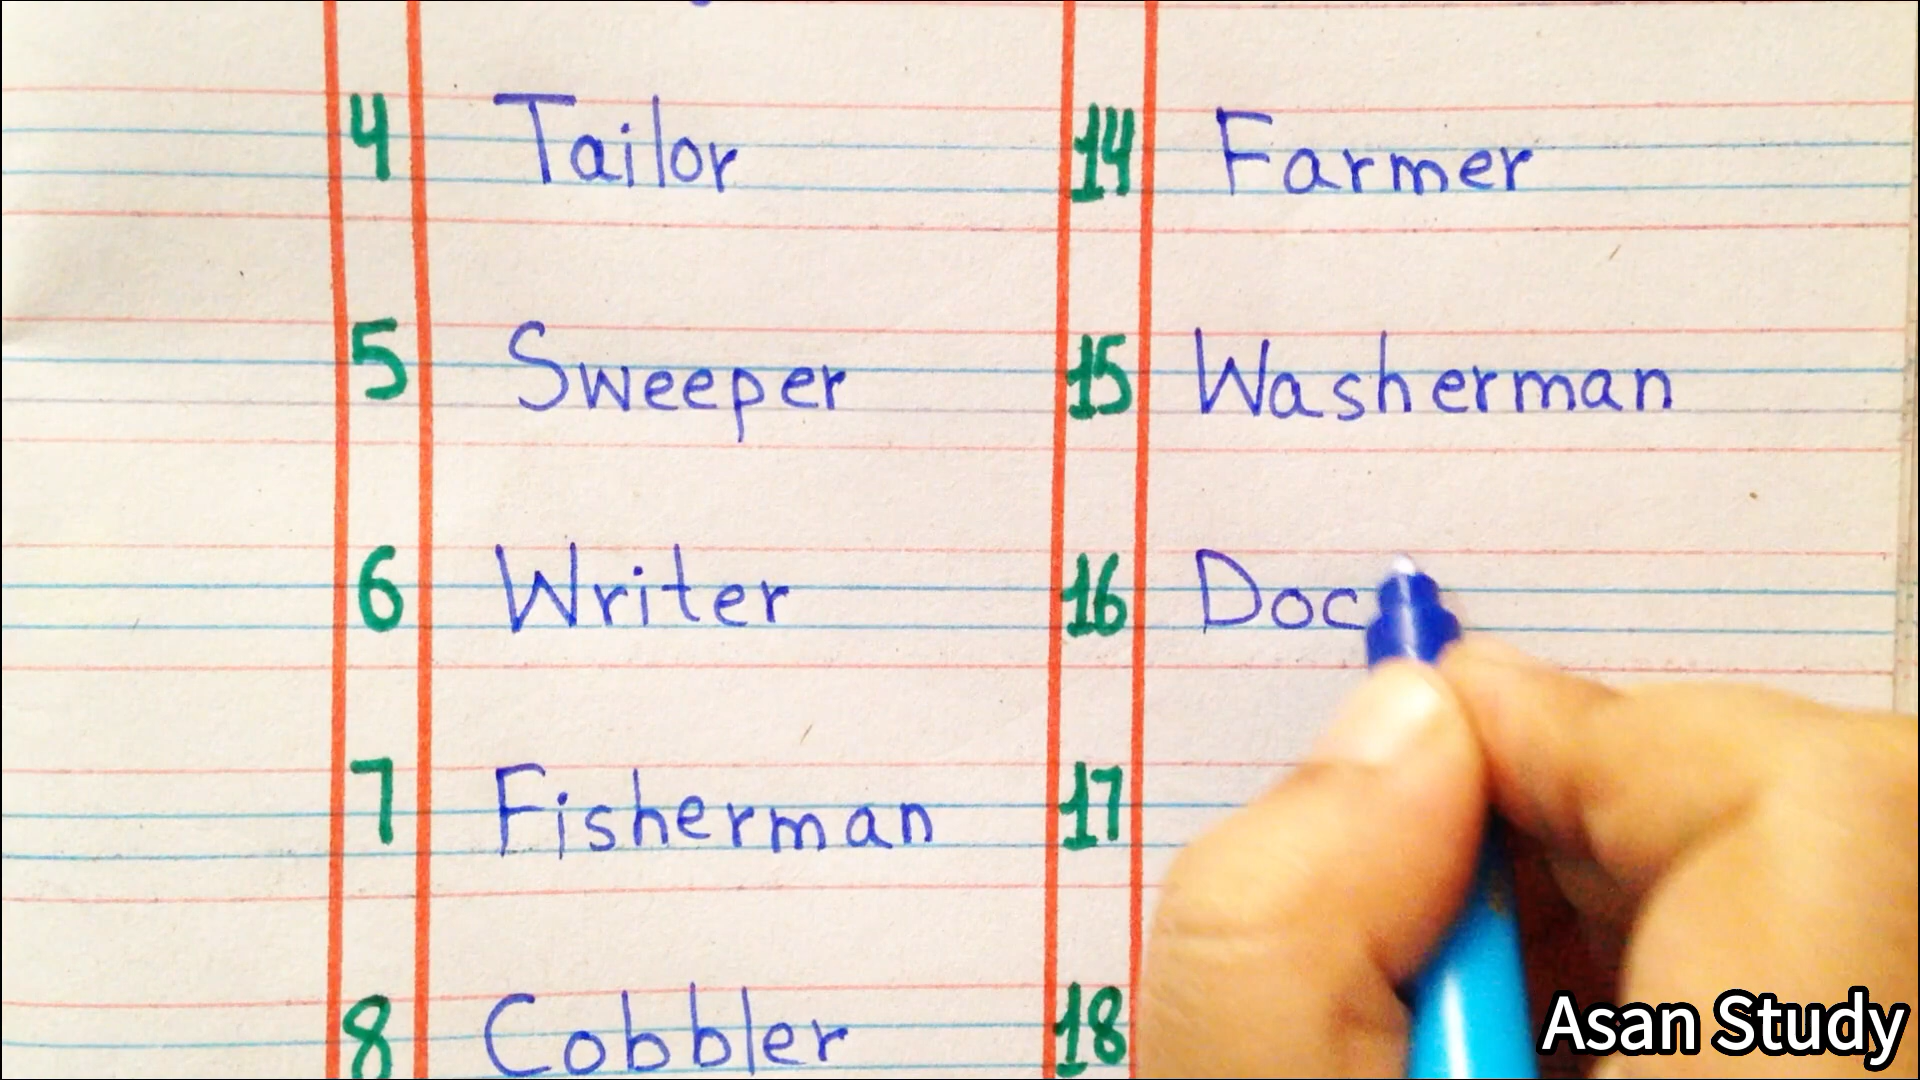 4 Tailor 14 Farmer
5 Sweeper 15 Washerman
6 Writer 16 Doc
7 Fisherman 17
8 Cobbler 18
Asan Study